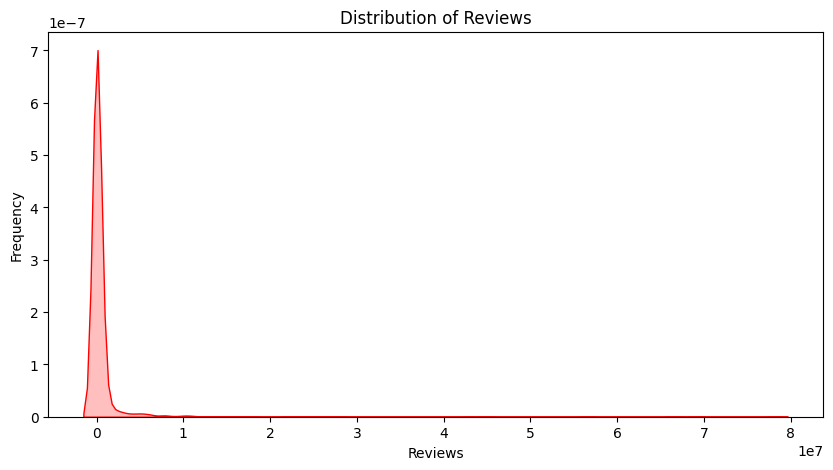 Distribution of Reviews
1e−7
7
6
5
4
3
2
1
0
Frequency
0 1 2 3 4 5 6 7 8
1e7
Reviews